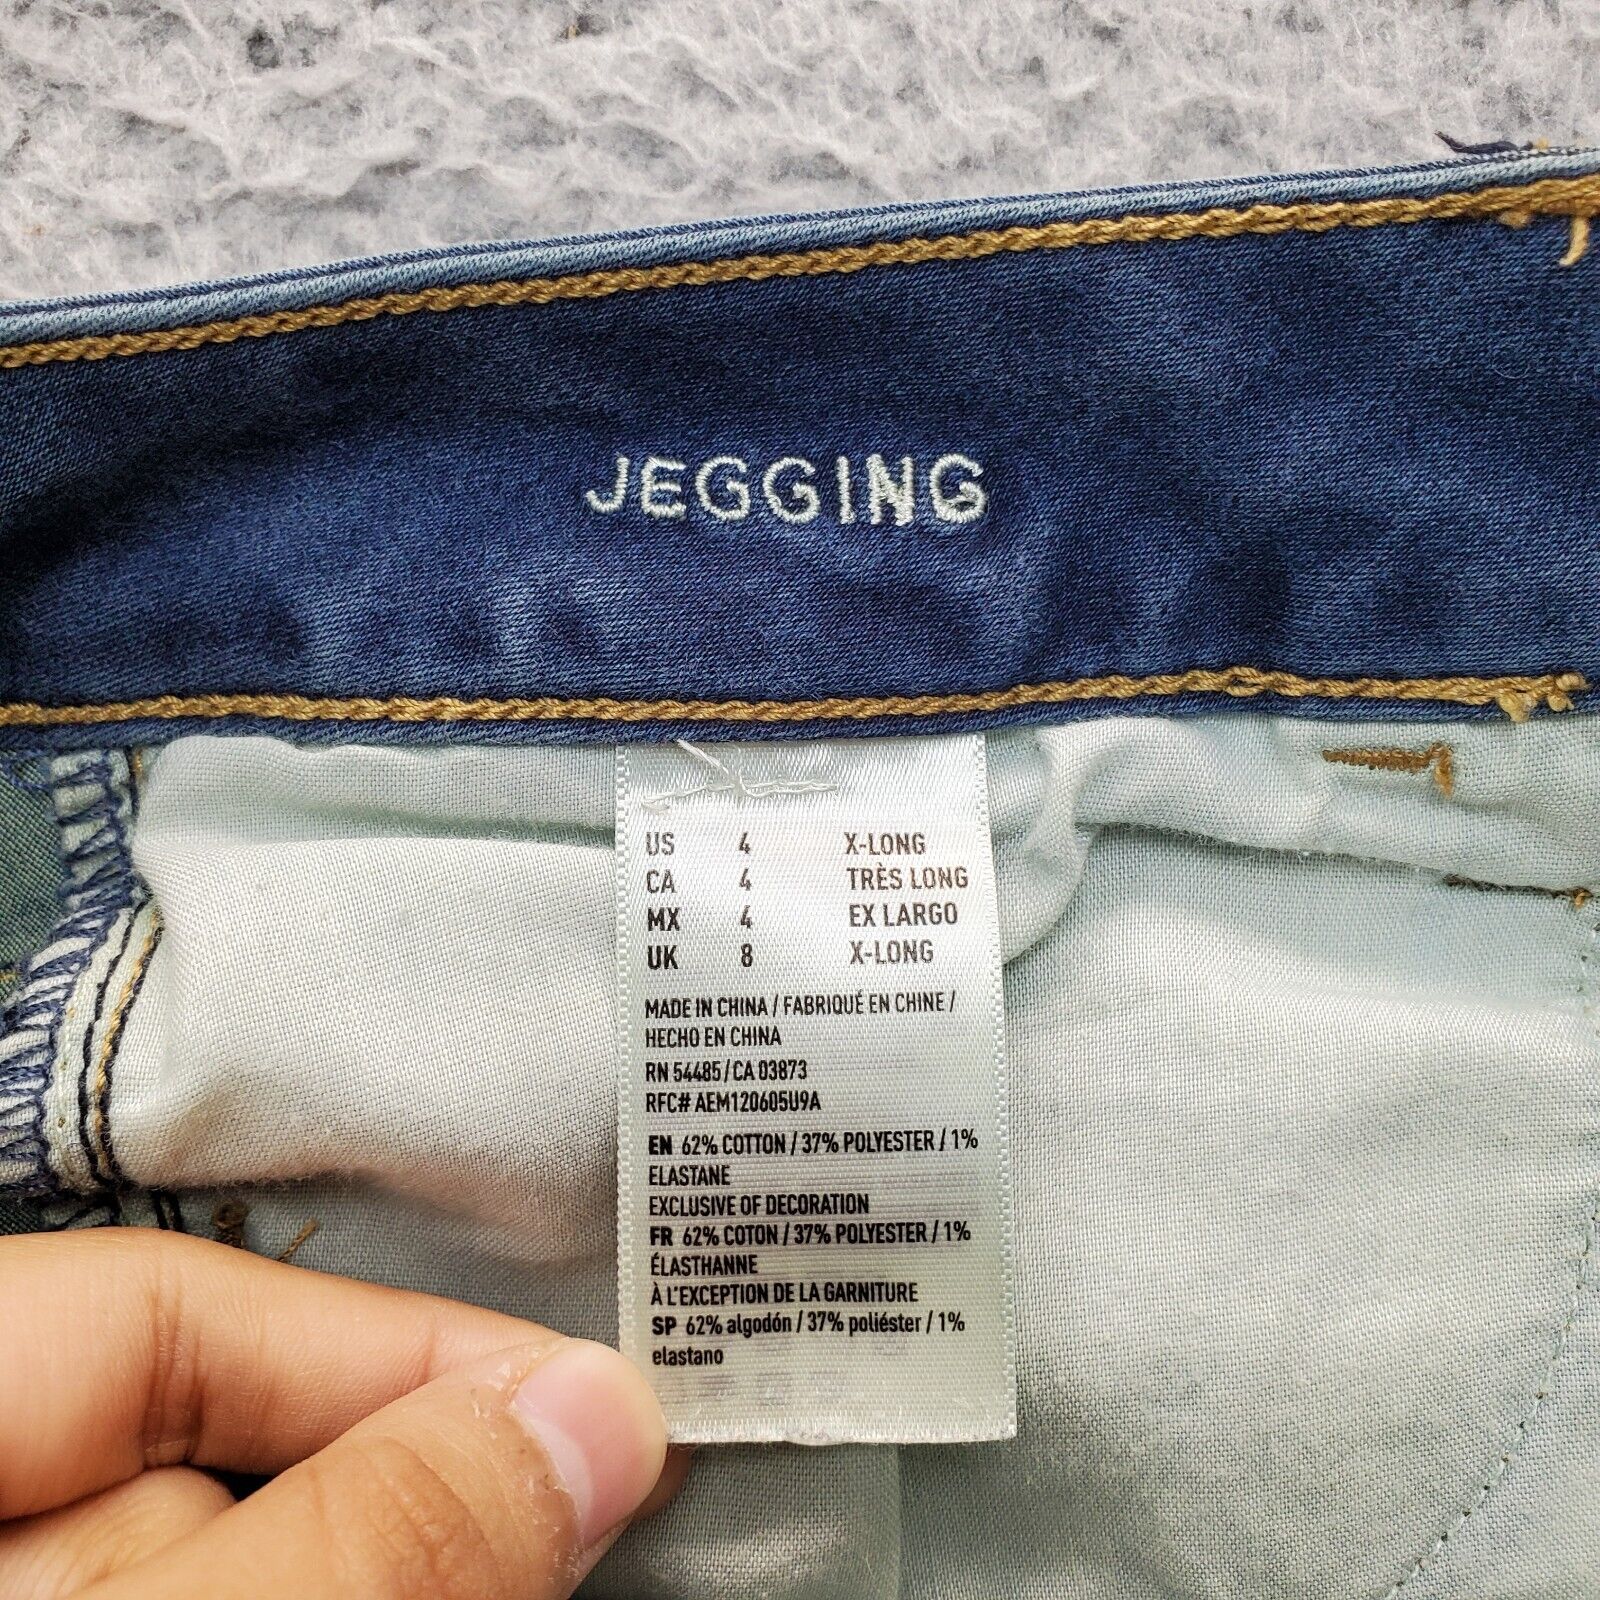 JEGGING
US 4 X-LONG
CA 4 TRÈS LONG
MX 4 EX LARGO
UK 8 X-LONG
MADE IN CHINA / FABRIQUÉ EN CHINE /
HECHO EN CHINA
RN 54485 / CA 03873
RFC# AEM120605U9A
EN 62% COTTON / 37% POLYESTER / 1%
ELASTANE
EXCLUSIVE OF DECORATION
FR 62% COTON / 37% POLYESTER / 1%
ÉLASTHANNE
À L'EXCEPTION DE LA GARNITURE
SP 62% algodón / 37% poliéster / 1%
elastano